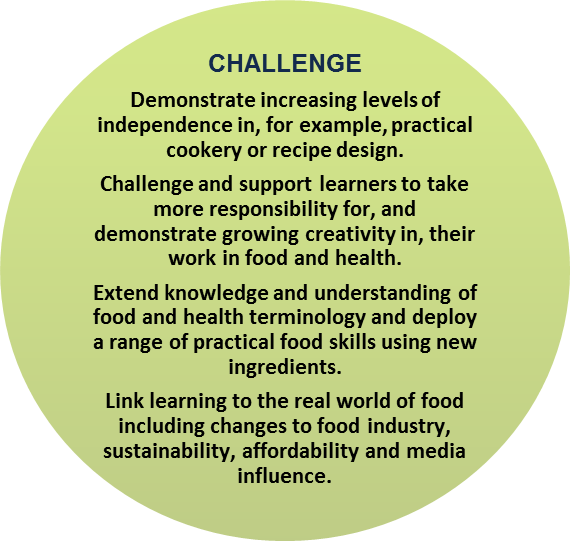 CHALLENGE
Demonstrate increasing levels of
independence in, for example, practical
cookery or recipe design.
Challenge and support learners to take
more responsibility for, and
demonstrate growing creativity in, their
work in food and health.
Extend knowledge and understanding of
food and health terminology and deploy
a range of practical food skills using new
ingredients.
Link learning to the real world of food
including changes to food industry,
sustainability, affordability and media
influence.